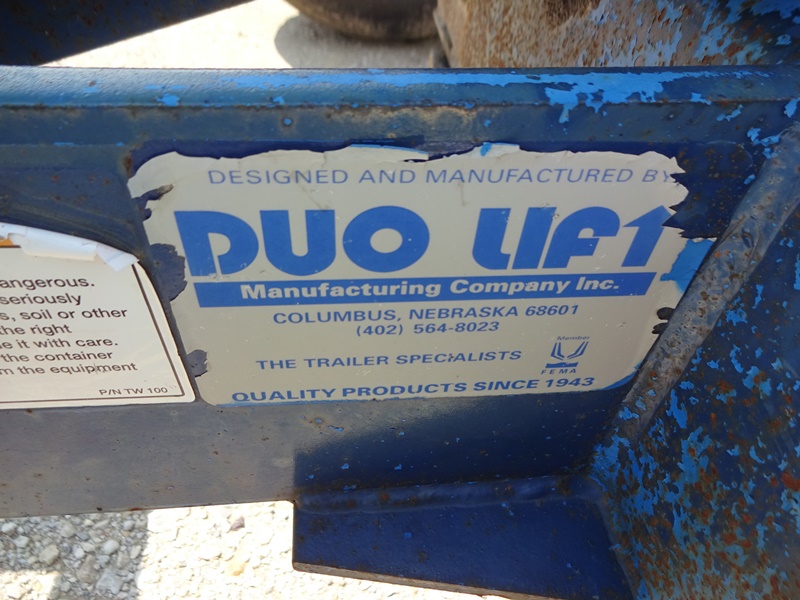 DESIGNED AND MANUFACTURED BY
DUO LIFT
Manufacturing Company Inc.
COLUMBUS, NEBRASKA 68601
(402) 564-8023
THE TRAILER SPECIALISTS
Member
FEMA
QUALITY PRODUCTS SINCE 1943
angerous.
seriously
s, soil or other
the right
le it with care.
the container
m the equipment
P/N TW 100